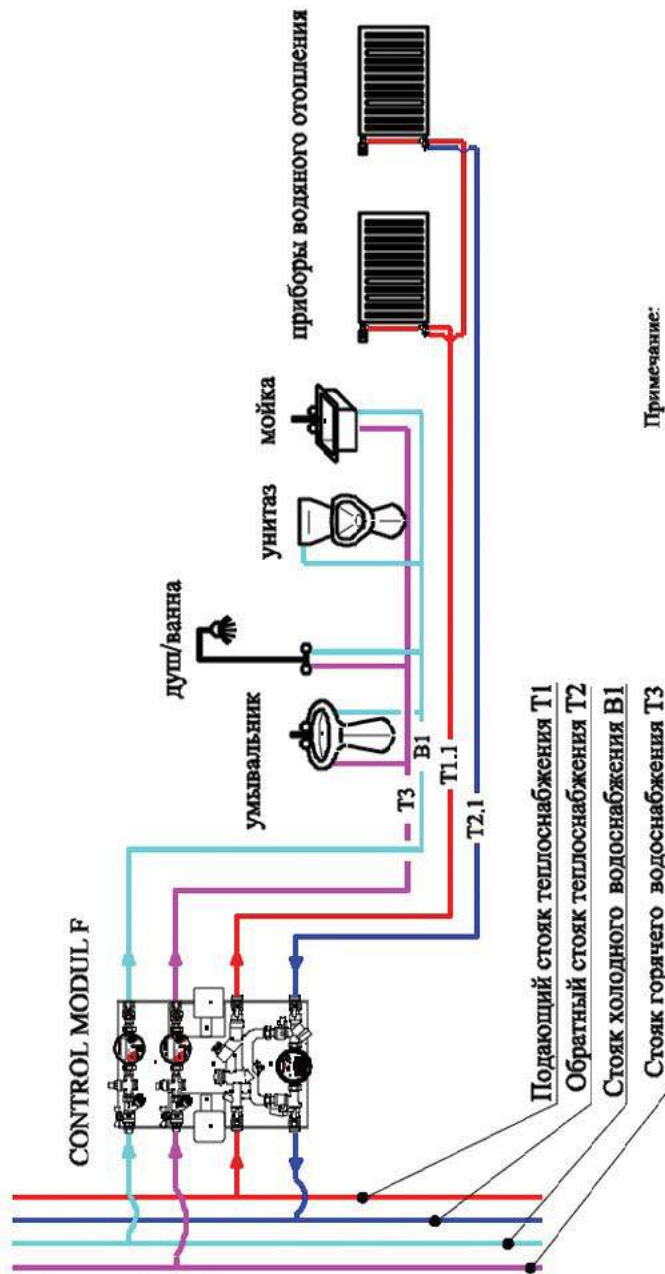 CONTROL MODUL F
умывальник
душ/ванна
унитаз
мойка
приборы водяного отопления
Т3
В1
Т1.1
Т2.1
Подающий стояк теплоснабжения Т1
Обратный стояк теплоснабжения Т2
Стояк холодного водоснабжения В1
Стояк горячего водоснабжения Т3
Примечание: